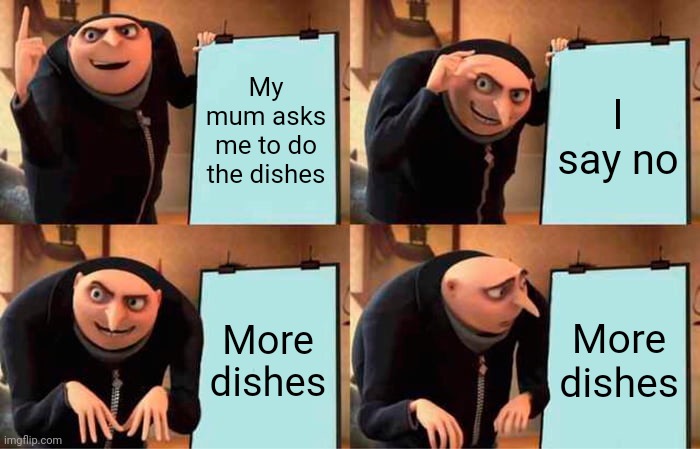 My
mum asks
me to do
the dishes
I
say no
More
dishes
More
dishes
imgflip.com